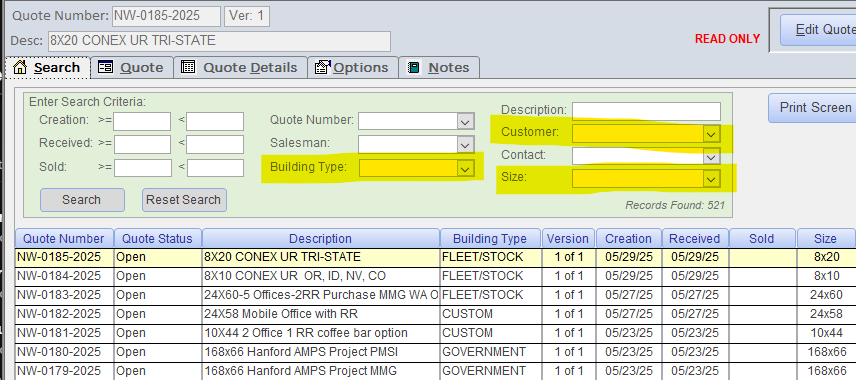 Quote Number: NW-0185-2025 Ver: 1
Desc: 8X20 CONEX UR TRI-STATE
READ ONLY
Edit Quote
Search Quote Quote Details Options Notes
Enter Search Criteria:
Creation: >= <
Received: >= <
Sold: >= <
Quote Number:
Salesman:
Building Type:
Description:
Customer:
Contact:
Size:
Print Screen
Search Reset Search
Records Found: 521
Quote Number Quote Status Description Building Type Version Creation Received Sold Size
NW-0185-2025 Open 8X20 CONEX UR TRI-STATE FLEET/STOCK 1 of 1 05/29/25 05/29/25 8x20
NW-0184-2025 Open 8X10 CONEX UR OR, ID, NV, CO FLEET/STOCK 1 of 1 05/29/25 05/29/25 8x10
NW-0183-2025 Open 24X60-5 Offices-2RR Purchase MMG WA O FLEET/STOCK 1 of 1 05/27/25 05/27/25 24x60
NW-0182-2025 Open 24X58 Mobile Office with RR CUSTOM 1 of 1 05/27/25 05/27/25 24x58
NW-0181-2025 Open 10X44 2 Office 1 RR coffee bar option CUSTOM 1 of 1 05/23/25 05/23/25 10x44
NW-0180-2025 Open 168x66 Hanford AMPS Project PMSI GOVERNMENT 1 of 1 05/23/25 05/23/25 168x66
NW-0179-2025 Open 168x66 Hanford AMPS Project MMG GOVERNMENT 1 of 1 05/23/25 05/23/25 168x66